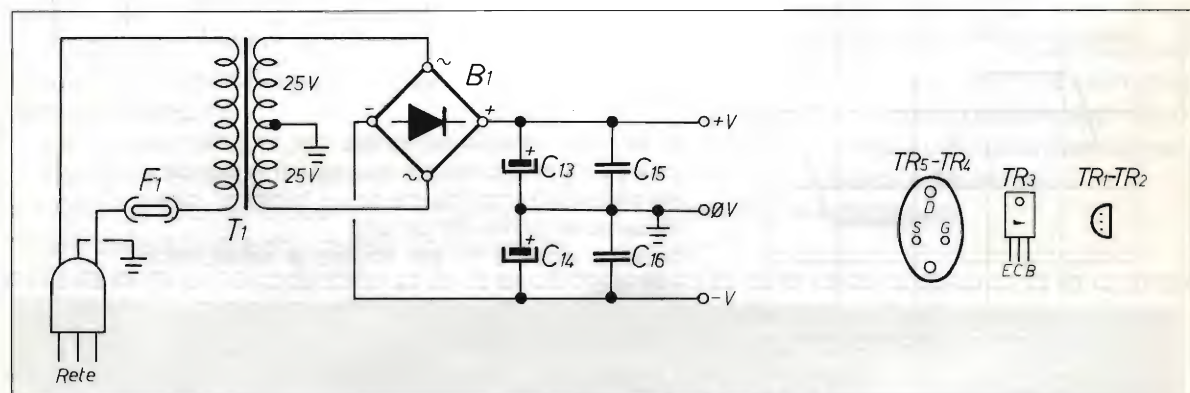 25V
25V
F1
T1
Rete
~
B1
-
+
~
+
C13
C15
+
C14
C16
+V
ØV
-V
TR5-TR4
D
S G
TR3
ECB
TR1-TR2